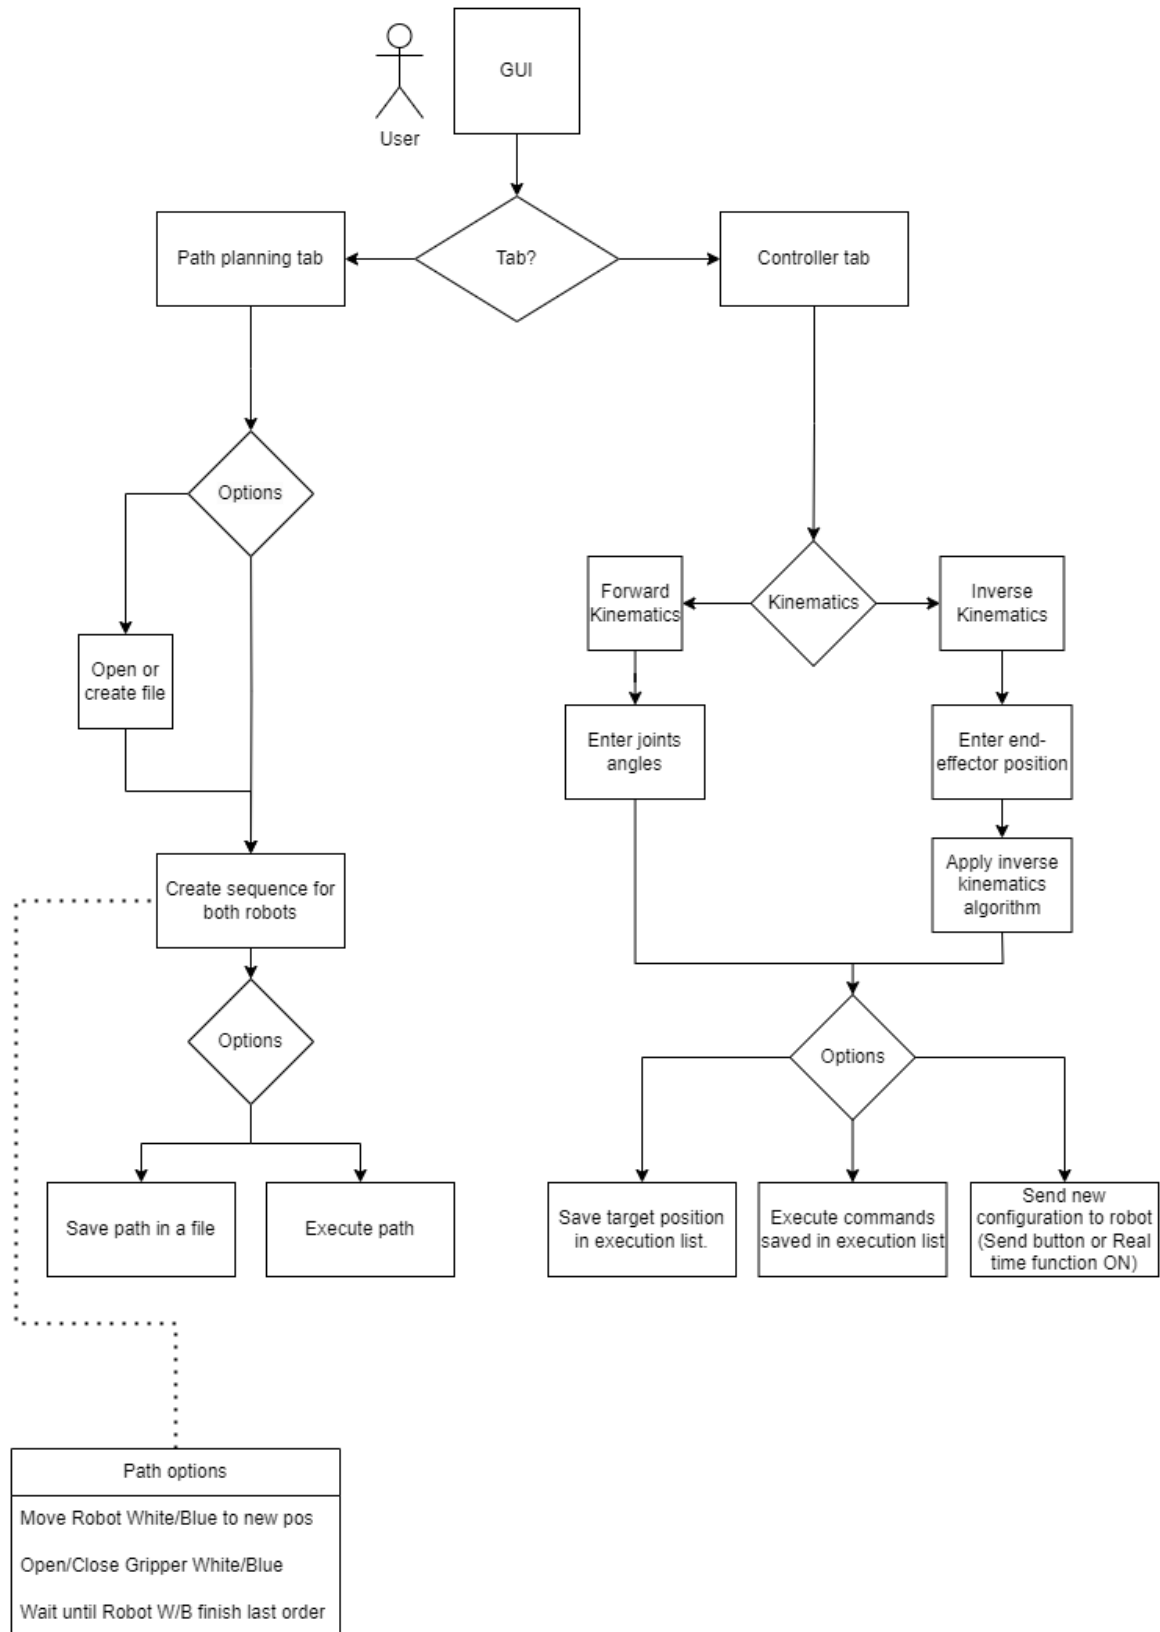 GUI
User
Path planning tab
Tab?
Controller tab
Options
Forward
Kinematics
Kinematics
Inverse
Kinematics
Open or
create file
Enter joints
angles
Enter end-
effector position
Apply inverse
kinematics
algorithm
Create sequence for
both robots
Options
Options
Save path in a file
Execute path
Save target position
in execution list.
Execute commands
saved in execution list
Send new
configuration to robot
(Send button or Real
time function ON)
Path options
Move Robot White/Blue to new pos
Open/Close Gripper White/Blue
Wait until Robot W/B finish last order